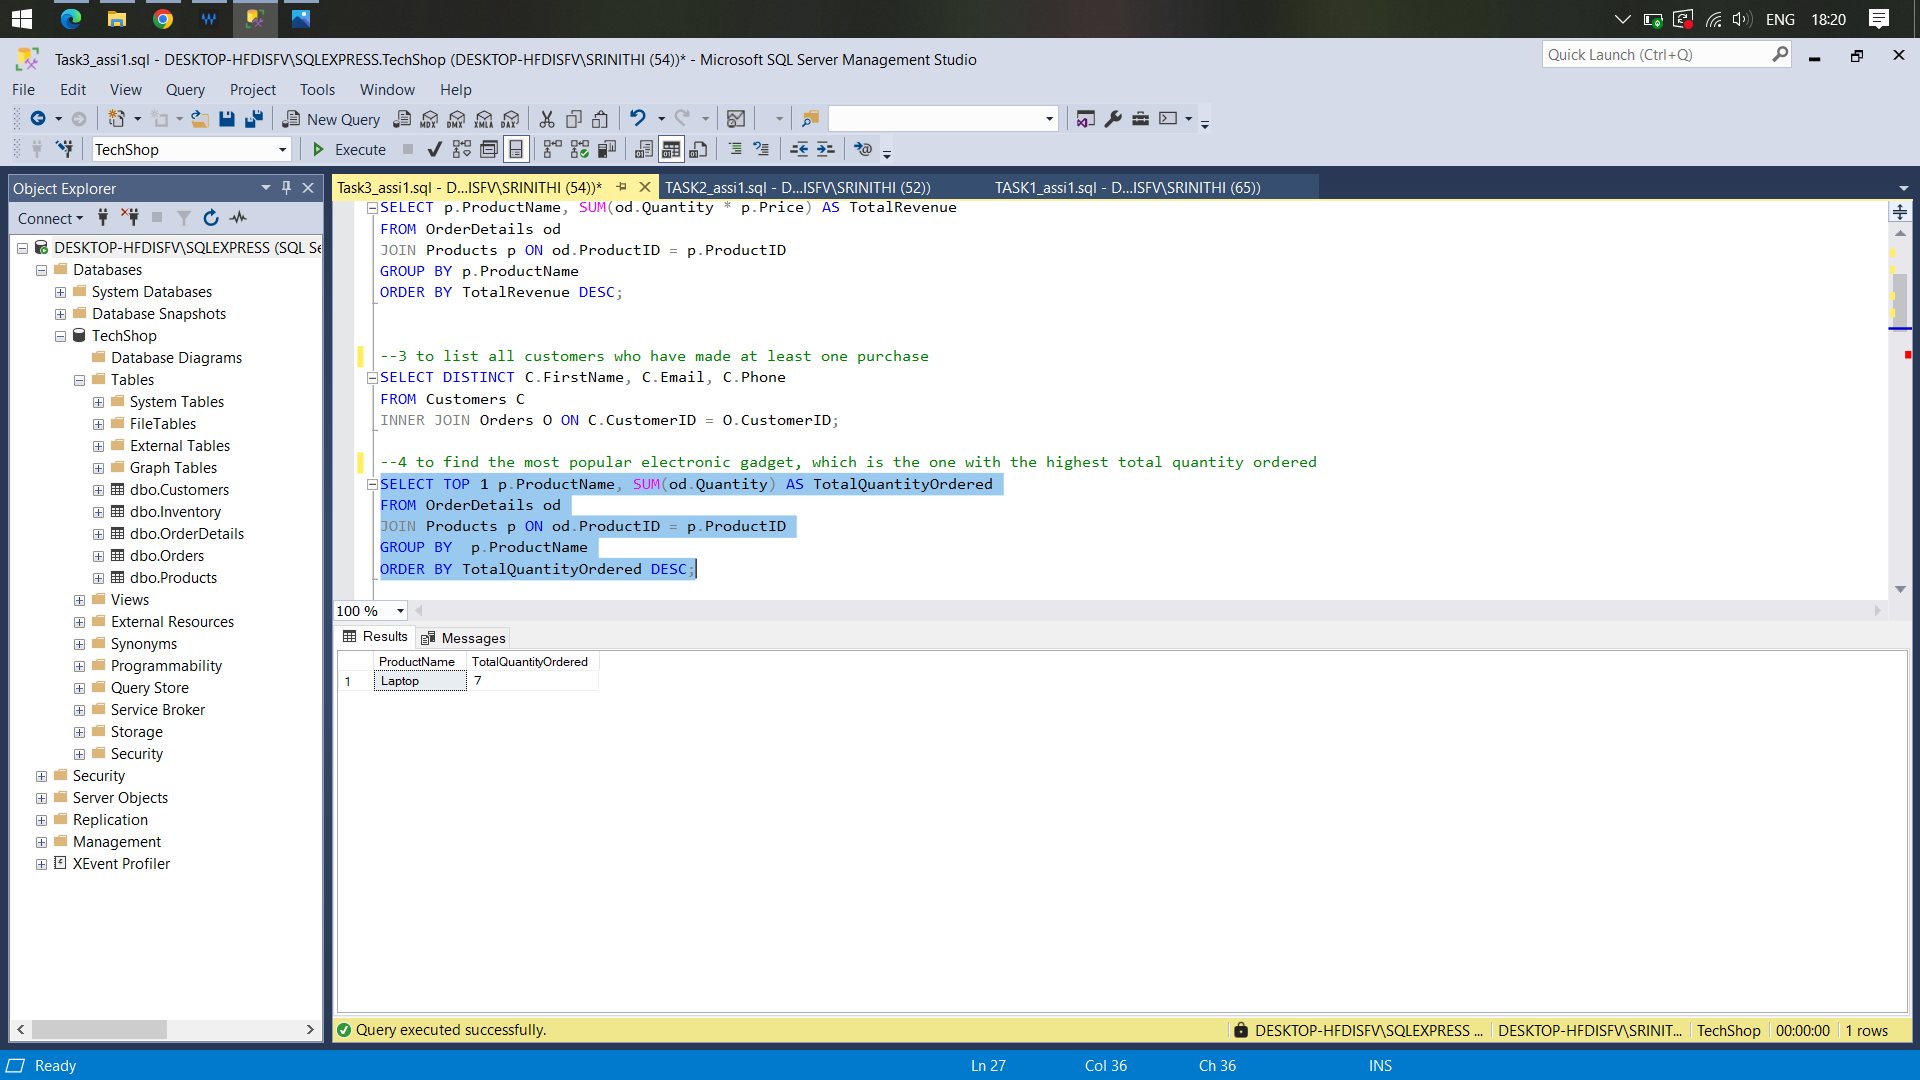 ENG 18:20
Task3_assi1.sql - DESKTOP-HFDISFV\SQLEXPRESS.TechShop (DESKTOP-HFDISFV\SRINITHI (54))* - Microsoft SQL Server Management Studio
Quick Launch (Ctrl+Q)
File Edit View Query Project Tools Window Help
New Query MDX DMX XMLA DAX
TechShop Execute
Object Explorer
Connect
DESKTOP-HFDISFV\SQLEXPRESS (SQL Se
Databases
System Databases
Database Snapshots
TechShop
Database Diagrams
Tables
System Tables
FileTables
External Tables
Graph Tables
dbo.Customers
dbo.Inventory
dbo.OrderDetails
dbo.Orders
dbo.Products
Views
External Resources
Synonyms
Programmability
Query Store
Service Broker
Storage
Security
Security
Server Objects
Replication
Management
XEvent Profiler
Task3_assi1.sql - D...ISFV\SRINITHI (54))* TASK2_assi1.sql - D...ISFV\SRINITHI (52)) TASK1_assi1.sql - D...ISFV\SRINITHI (65))
SELECT p.ProductName, SUM(od.Quantity * p.Price) AS TotalRevenue
FROM OrderDetails od
JOIN Products p ON od.ProductID = p.ProductID
GROUP BY p.ProductName
ORDER BY TotalRevenue DESC;
--3 to list all customers who have made at least one purchase
SELECT DISTINCT C.FirstName, C.Email, C.Phone
FROM Customers C
INNER JOIN Orders O ON C.CustomerID = O.CustomerID;
--4 to find the most popular electronic gadget, which is the one with the highest total quantity ordered
SELECT TOP 1 p.ProductName, SUM(od.Quantity) AS TotalQuantityOrdered
FROM OrderDetails od
JOIN Products p ON od.ProductID = p.ProductID
GROUP BY  p.ProductName
ORDER BY TotalQuantityOrdered DESC;
100 %
Results Messages
ProductName TotalQuantityOrdered
1 Laptop 7
Query executed successfully. DESKTOP-HFDISFV\SQLEXPRESS ... DESKTOP-HFDISFV\SRINIT... TechShop 00:00:00 1 rows
Ready Ln 27 Col 36 Ch 36 INS